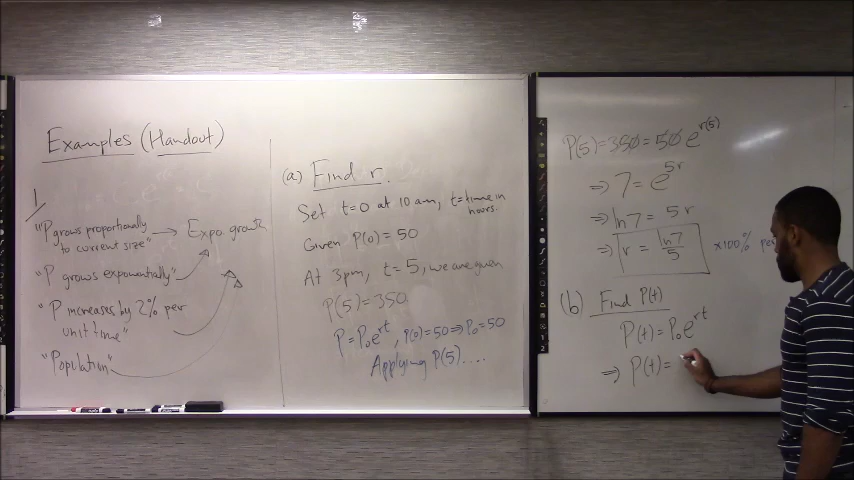 Examples (Handout)
1
"P grows proportionally
to current size" → Expo growth
"P grows exponentially"
"P increases by 2% per
unit time"
"Population"
(a) Find r.
Set t=0 at 10 am, t=time in
hours.
Given P(0) = 50
At 3pm, t=5, we are given
P(5)=350.
P=P₀e^rt, P(0)=50 ⇒ P₀=50
Applying P(5)....
P(5)=350=50e^r(5)
⇒ 7=e^5r
⇒ ln7 = 5r
⇒ r = ln7/5 x100% per
(b) Find P(t)
P(t)=P₀e^rt
⇒ P(t)=